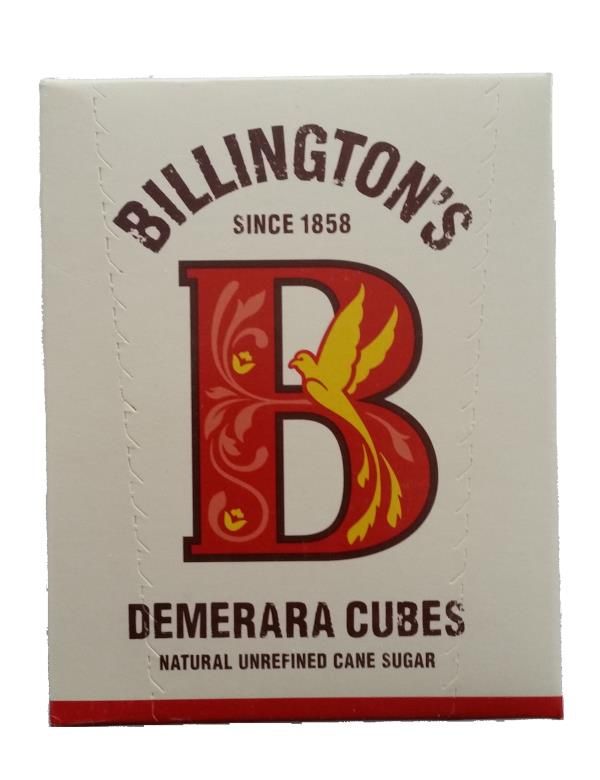 BILLINGTON'S
SINCE 1858
B
DEMERARA CUBES
NATURAL UNREFINED CANE SUGAR